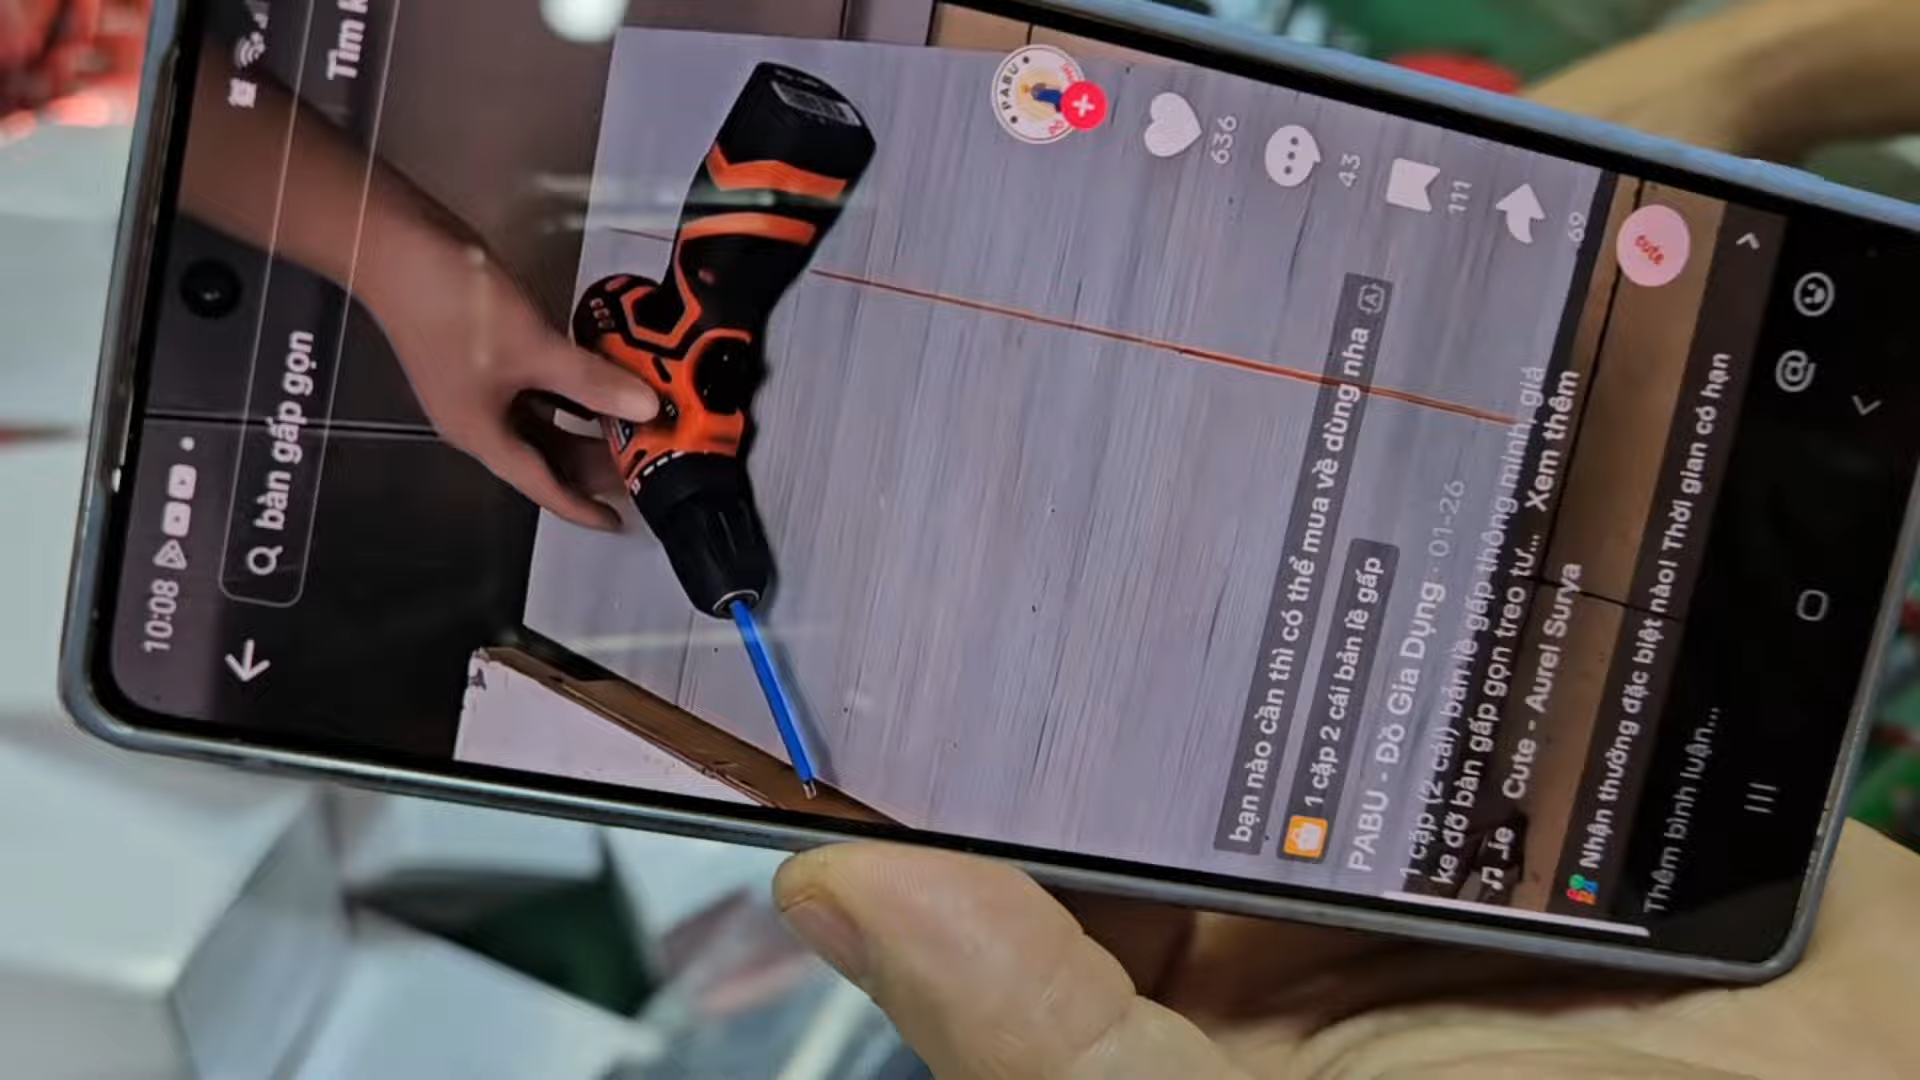 10:08
bàn gấp gọn
Tìm k
PABU
636
43
111
69
cute
bạn nào cần thì có thể mua về dùng nha
1 cặp 2 cái bản lề gấp
PABU - Đồ Gia Dụng · 01-26
1 cặp (2 cái) bản lề gấp thông minh, giá
ke đỡ bàn gấp gọn treo tư... Xem thêm
.ie Cute - Aurel Surya
Nhận thưởng đặc biệt nào! Thời gian có hạn
Thêm bình luận...